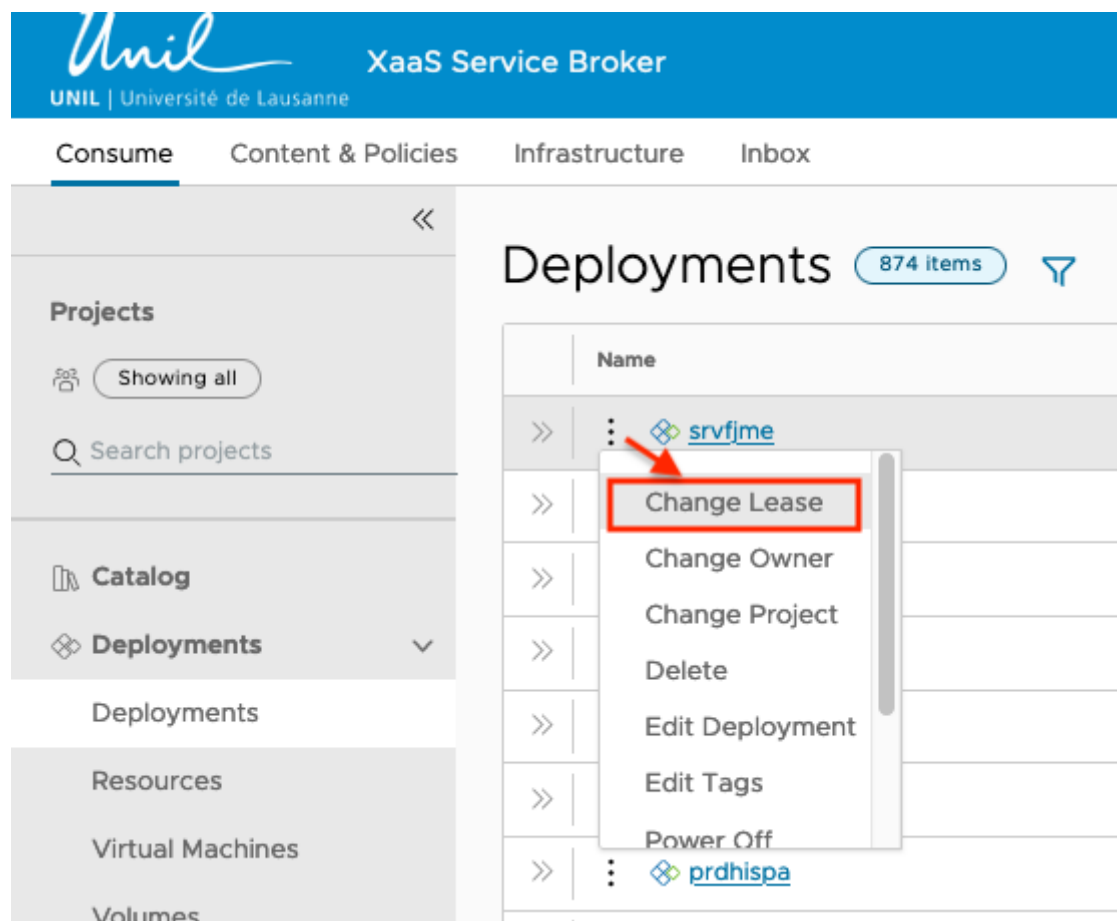 Unil
UNIL | Université de Lausanne
XaaS Service Broker
Consume Content & Policies Infrastructure Inbox
Projects
Showing all
Search projects
Catalog
Deployments
Deployments
Resources
Virtual Machines
Volumes
Deployments 874 items
Name
srvfjme
Change Lease
Change Owner
Change Project
Delete
Edit Deployment
Edit Tags
Power Off
prdhispa